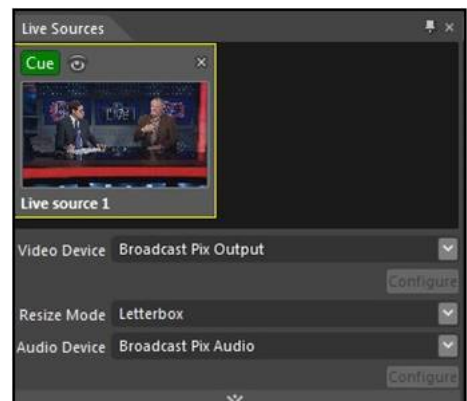 Live Sources
Cue
LIVE
Live source 1
Video Device Broadcast Pix Output
Configure
Resize Mode Letterbox
Audio Device Broadcast Pix Audio
Configure